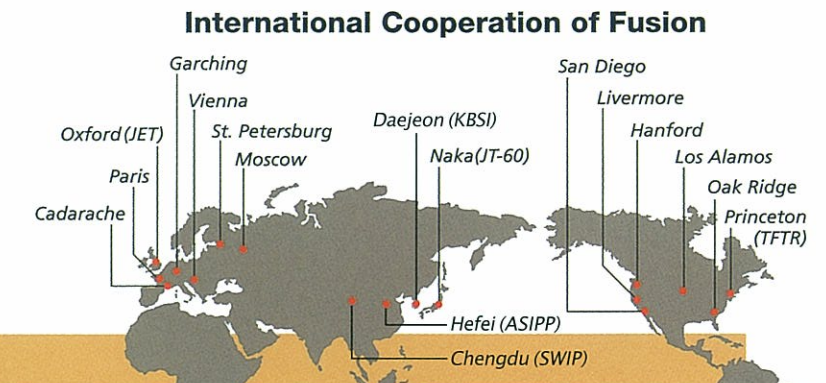 International Cooperation of Fusion
Garching
San Diego
Vienna
Livermore
Oxford (JET)
St. Petersburg
Daejeon (KBSI)
Hanford
Moscow
Naka(JT-60)
Los Alamos
Paris
Oak Ridge
Cadarache
Princeton
(TFTR)
Hefei (ASIPP)
Chengdu (SWIP)